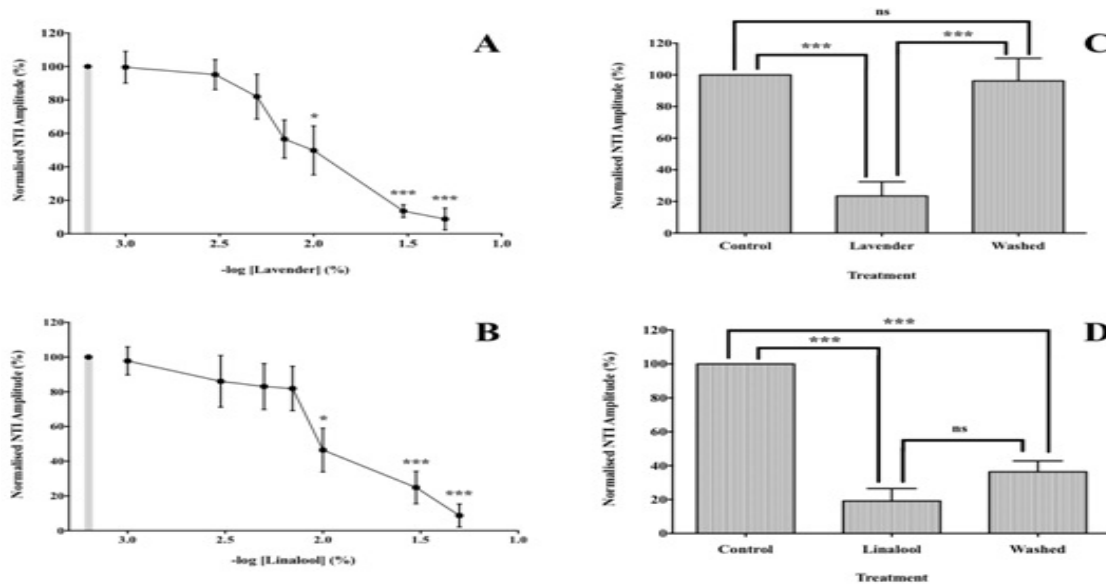 A
Normalised NTI Amplitude (%)
120
100
80
60
40
20
0
*
***
***
3.0 2.5 2.0 1.5 1.0
-log [Lavender] (%)
B
Normalised NTI Amplitude (%)
120
100
80
60
40
20
0
*
***
***
3.0 2.5 2.0 1.5 1.0
-log [Linalool] (%)
C
ns
*** ***
Normalised NTI Amplitude (%)
120
100
80
60
40
20
0
Control Lavender Washed
Treatment
D
***
***
ns
Normalised NTI Amplitude (%)
120
100
80
60
40
20
0
Control Linalool Washed
Treatment